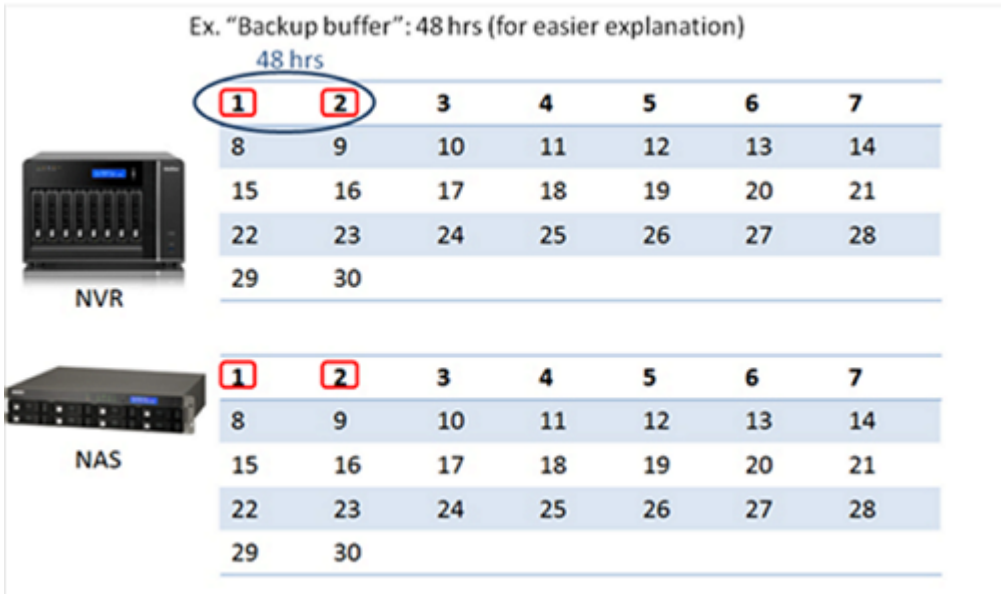 Ex. “Backup buffer”: 48 hrs (for easier explanation)
48 hrs
1 2 3 4 5 6 7
8 9 10 11 12 13 14
15 16 17 18 19 20 21
22 23 24 25 26 27 28
29 30
NVR
1 2 3 4 5 6 7
8 9 10 11 12 13 14
NAS
15 16 17 18 19 20 21
22 23 24 25 26 27 28
29 30